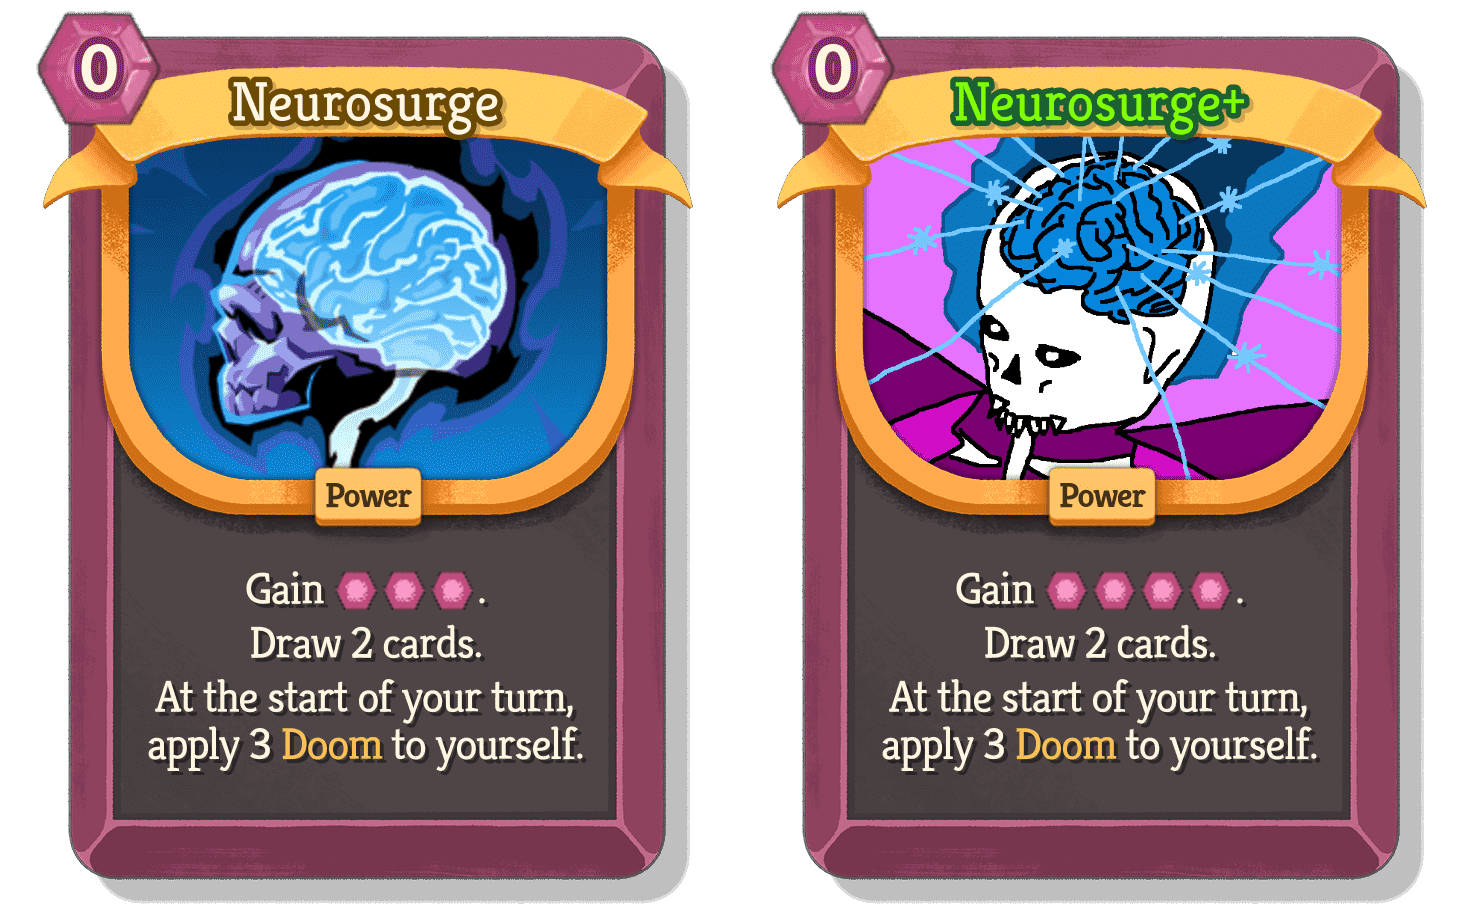 0
Neurosurge
Power
Gain .
Draw 2 cards.
At the start of your turn,
apply 3 Doom to yourself.
0
Neurosurge+
Power
Gain .
Draw 2 cards.
At the start of your turn,
apply 3 Doom to yourself.